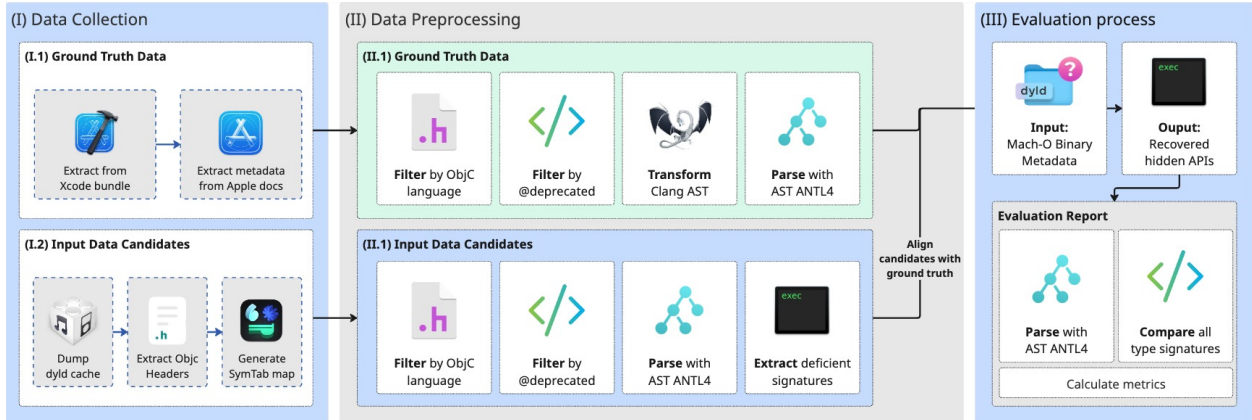 (I) Data Collection
(I.1) Ground Truth Data
Extract from
Xcode bundle
Extract metadata
from Apple docs
(I.2) Input Data Candidates
Dump
dyld cache
.h
Extract Objc
Headers
Generate
SymTab map
(II) Data Preprocessing
(II.1) Ground Truth Data
.h
Filter by ObjC
language
Filter by
@deprecated
Transform
Clang AST
Parse with
AST ANTL4
(II.1) Input Data Candidates
.h
Filter by ObjC
language
Filter by
@deprecated
Parse with
AST ANTL4
exec
Extract deficient
signatures
Align
candidates with
ground truth
(III) Evaluation process
?
dyld
Input:
Mach-O Binary
Metadata
exec
Ouput:
Recovered
hidden APIs
Evaluation Report
Parse with
AST ANTL4
Compare all
type signatures
Calculate metrics